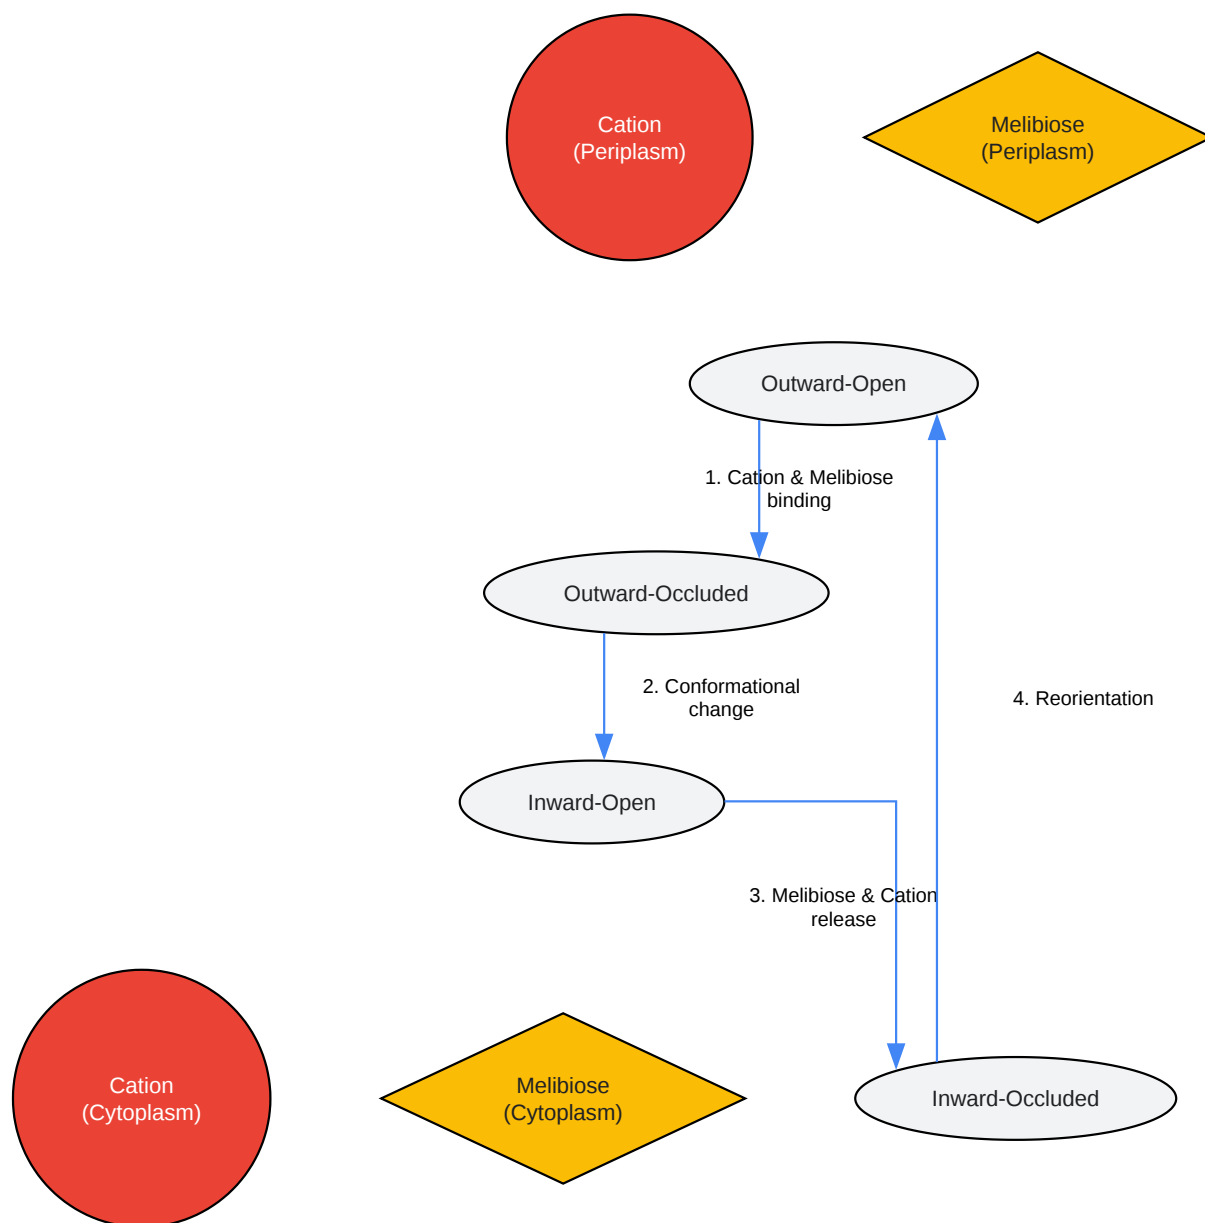 Cation
(Periplasm)
Melibiose
(Periplasm)
Outward-Open
1. Cation & Melibiose
binding
Outward-Occluded
2. Conformational
change
4. Reorientation
Inward-Open
3. Melibiose & Cation
release
Cation
(Cytoplasm)
Melibiose
(Cytoplasm)
Inward-Occluded